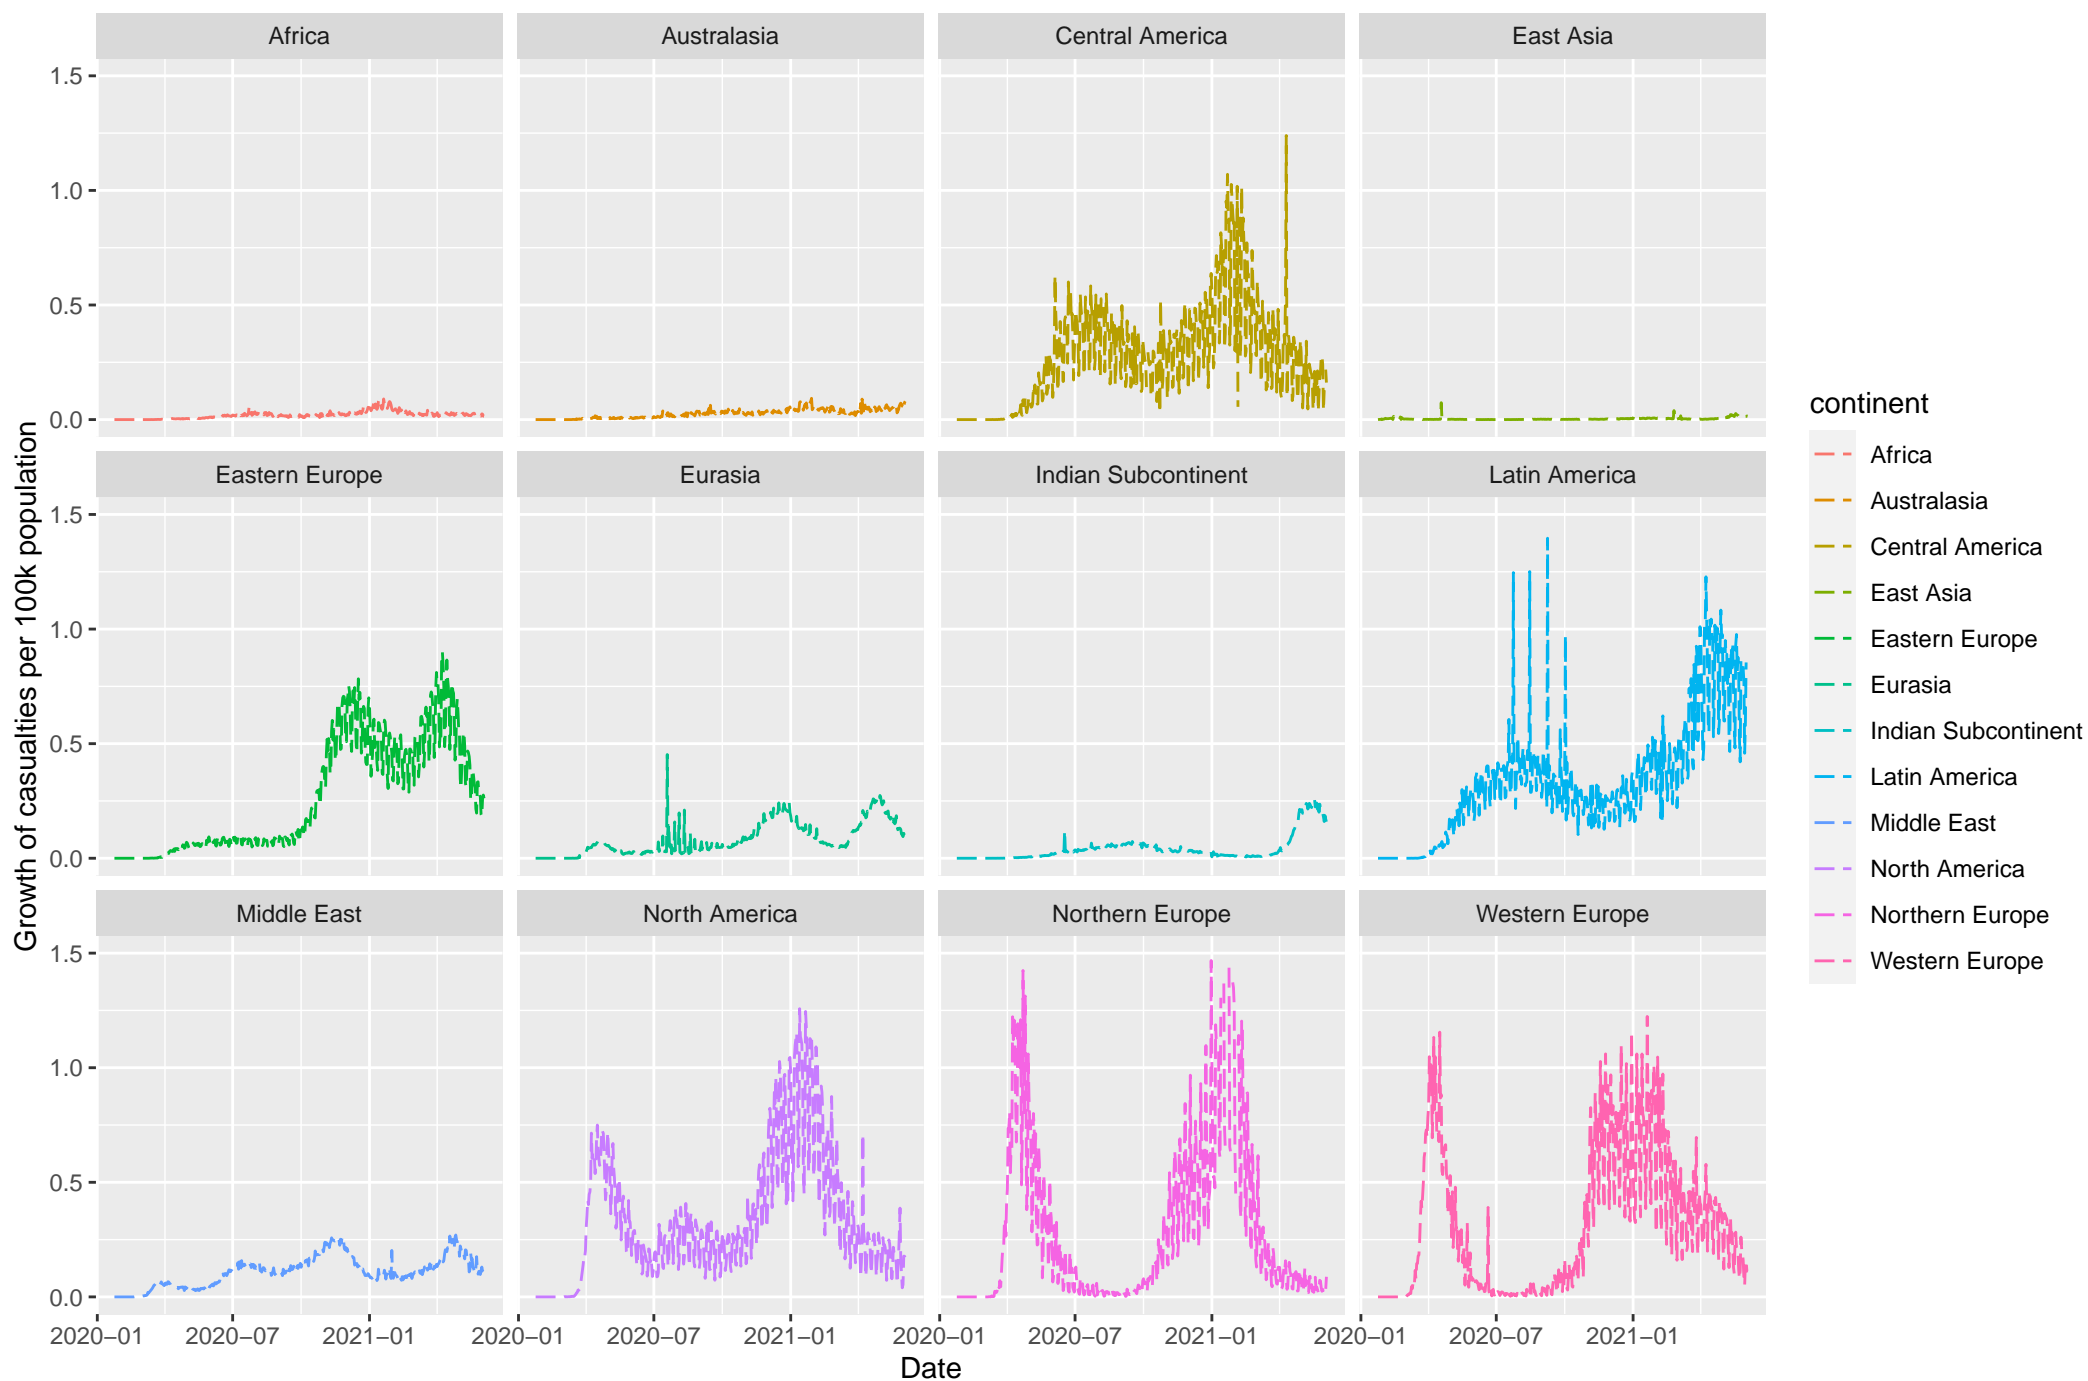 Africa
Australasia
Central America
East Asia
1.5
1.0
0.5
0.0
Eastern Europe
Eurasia
Indian Subcontinent
Latin America
1.5
1.0
0.5
0.0
Middle East
North America
Northern Europe
Western Europe
1.5
1.0
0.5
0.0
2020−01
2020−07
2021−01
2020−01
2020−07
2021−01
2020−01
2020−07
2021−01
2020−01
2020−07
2021−01
Date
Growth of casualties per 100k population
continent
Africa
Australasia
Central America
East Asia
Eastern Europe
Eurasia
Indian Subcontinent
Latin America
Middle East
North America
Northern Europe
Western Europe